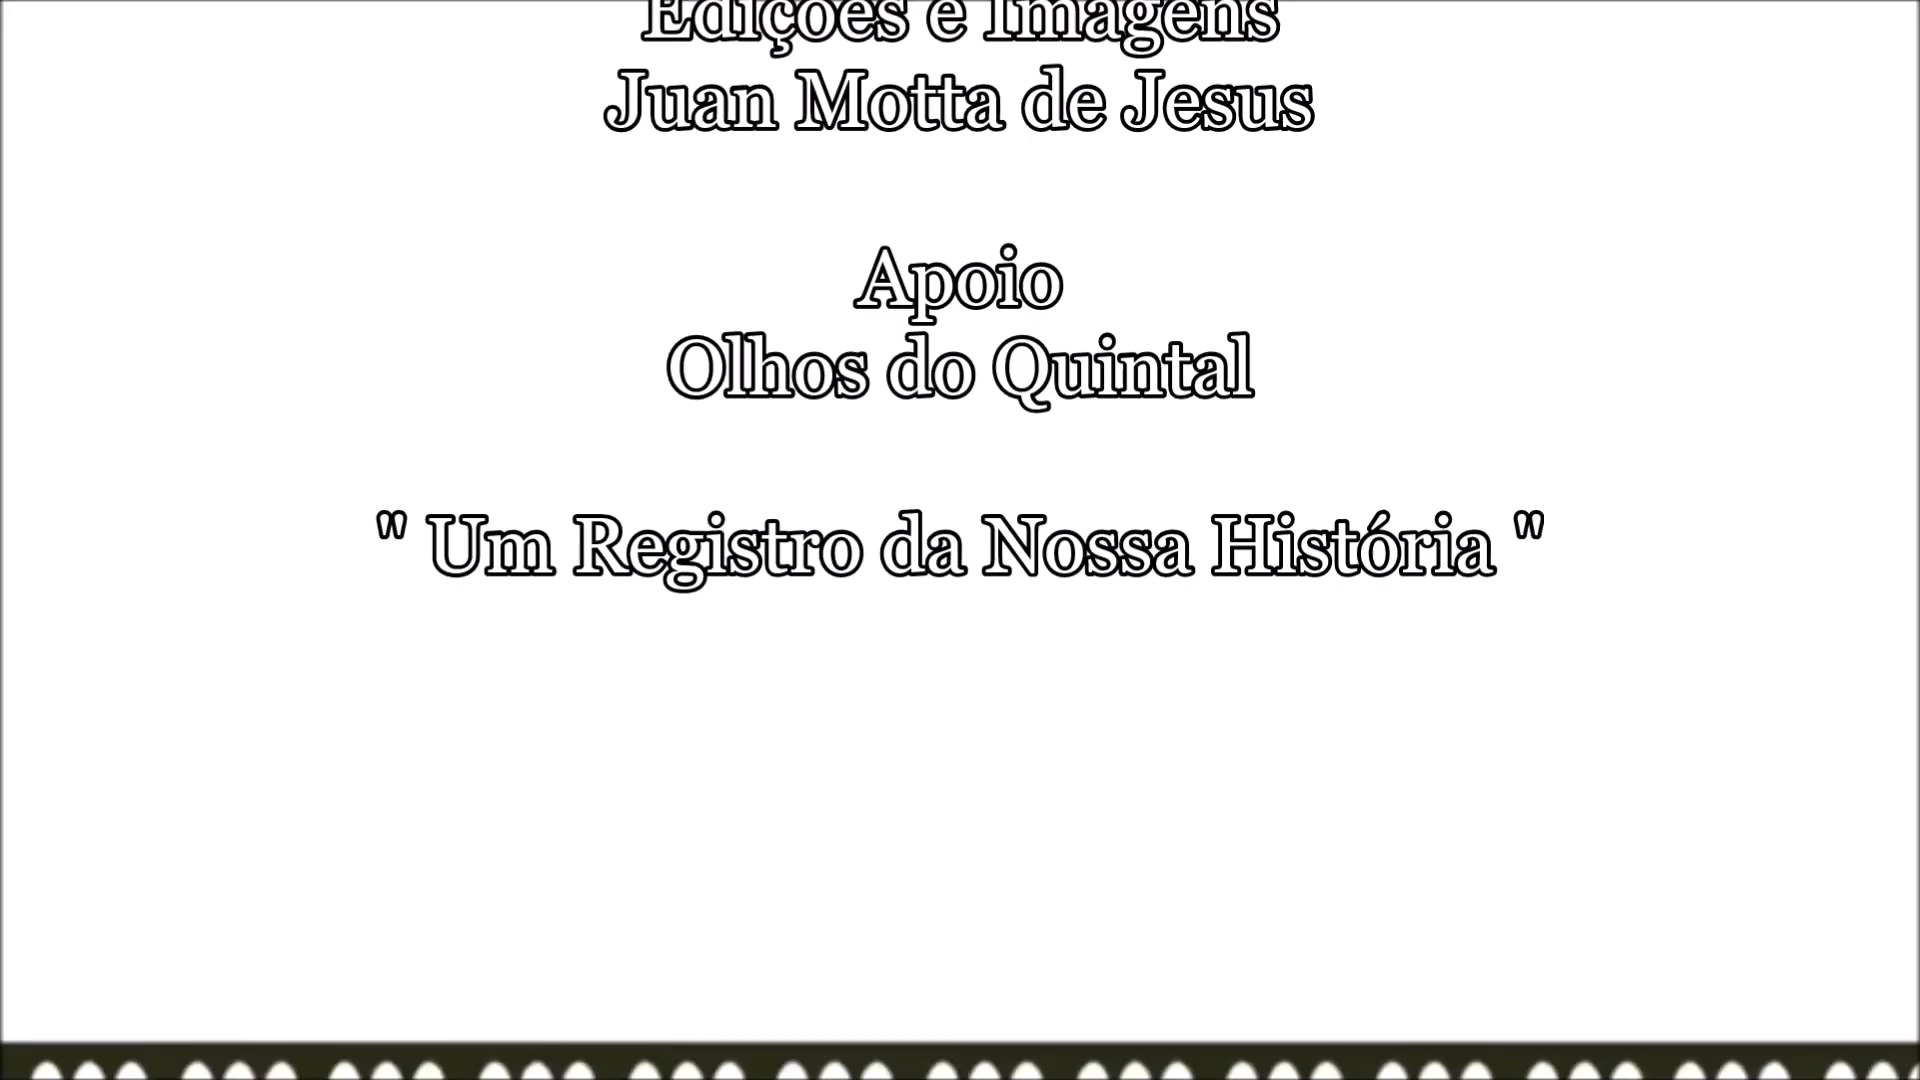 Edições e Imagens
Juan Motta de Jesus
Apoio
Olhos do Quintal
" Um Registro da Nossa História "